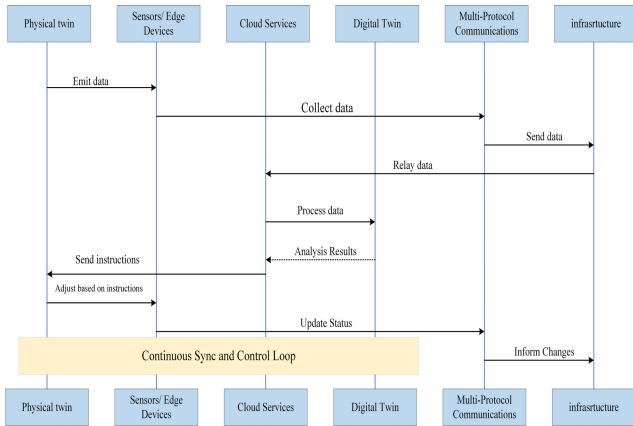 Physical twin
Sensors/ Edge
Devices
Cloud Services
Digital Twin
Multi-Protocol
Communications
infrasrtucture
Emit data
Collect data
Send data
Relay data
Process data
Analysis Results
Send instructions
Adjust based on instructions
Update Status
Continuous Sync and Control Loop
Inform Changes
Physical twin
Sensors/ Edge
Devices
Cloud Services
Digital Twin
Multi-Protocol
Communications
infrasrtucture